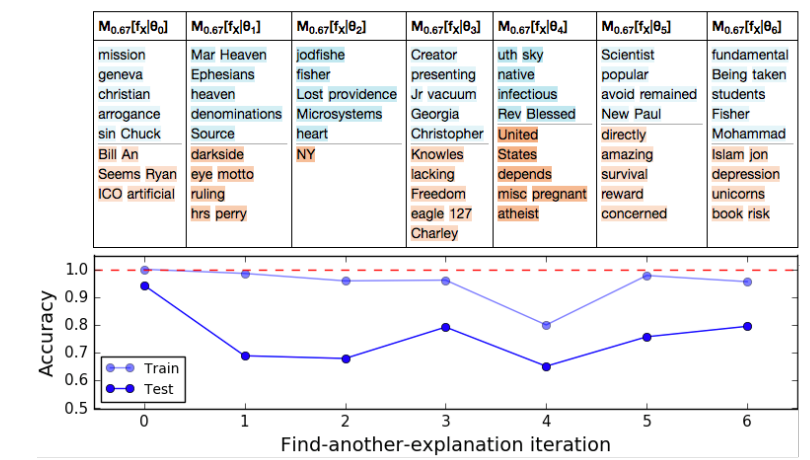 M0.67[fX|θ0] M0.67[fX|θ1] M0.67[fX|θ2] M0.67[fX|θ3] M0.67[fX|θ4] M0.67[fX|θ5] M0.67[fX|θ6]
mission Mar Heaven jodfishe Creator uth sky Scientist fundamental
geneva Ephesians fisher presenting native popular Being taken
christian heaven Lost providence Jr vacuum infectious avoid remained students
arrogance denominations Microsystems Georgia Rev Blessed New Paul Fisher
sin Chuck Source heart Christopher United directly Mohammad
Bill An darkside NY Knowles States amazing Islam jon
Seems Ryan eye motto lacking depends survival depression
ICO artificial ruling Freedom misc pregnant reward unicorns
hrs perry eagle 127 atheist concerned book risk
Charley
1.0
0.9
0.8
0.7
0.6
0.5
Accuracy
Train
Test
0 1 2 3 4 5 6
Find-another-explanation iteration